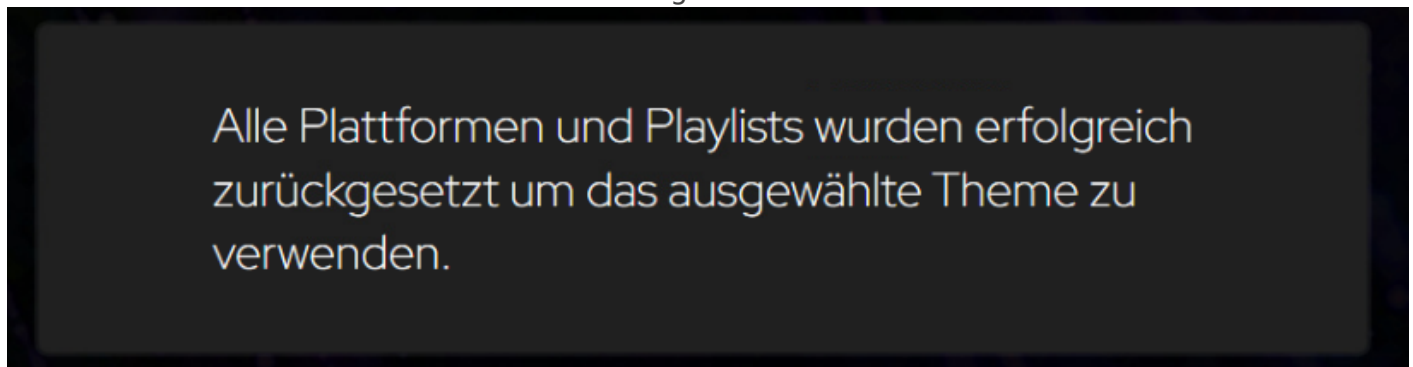 Alle Plattformen und Playlists wurden erfolgreich
zurückgesetzt um das ausgewählte Theme zu
verwenden.